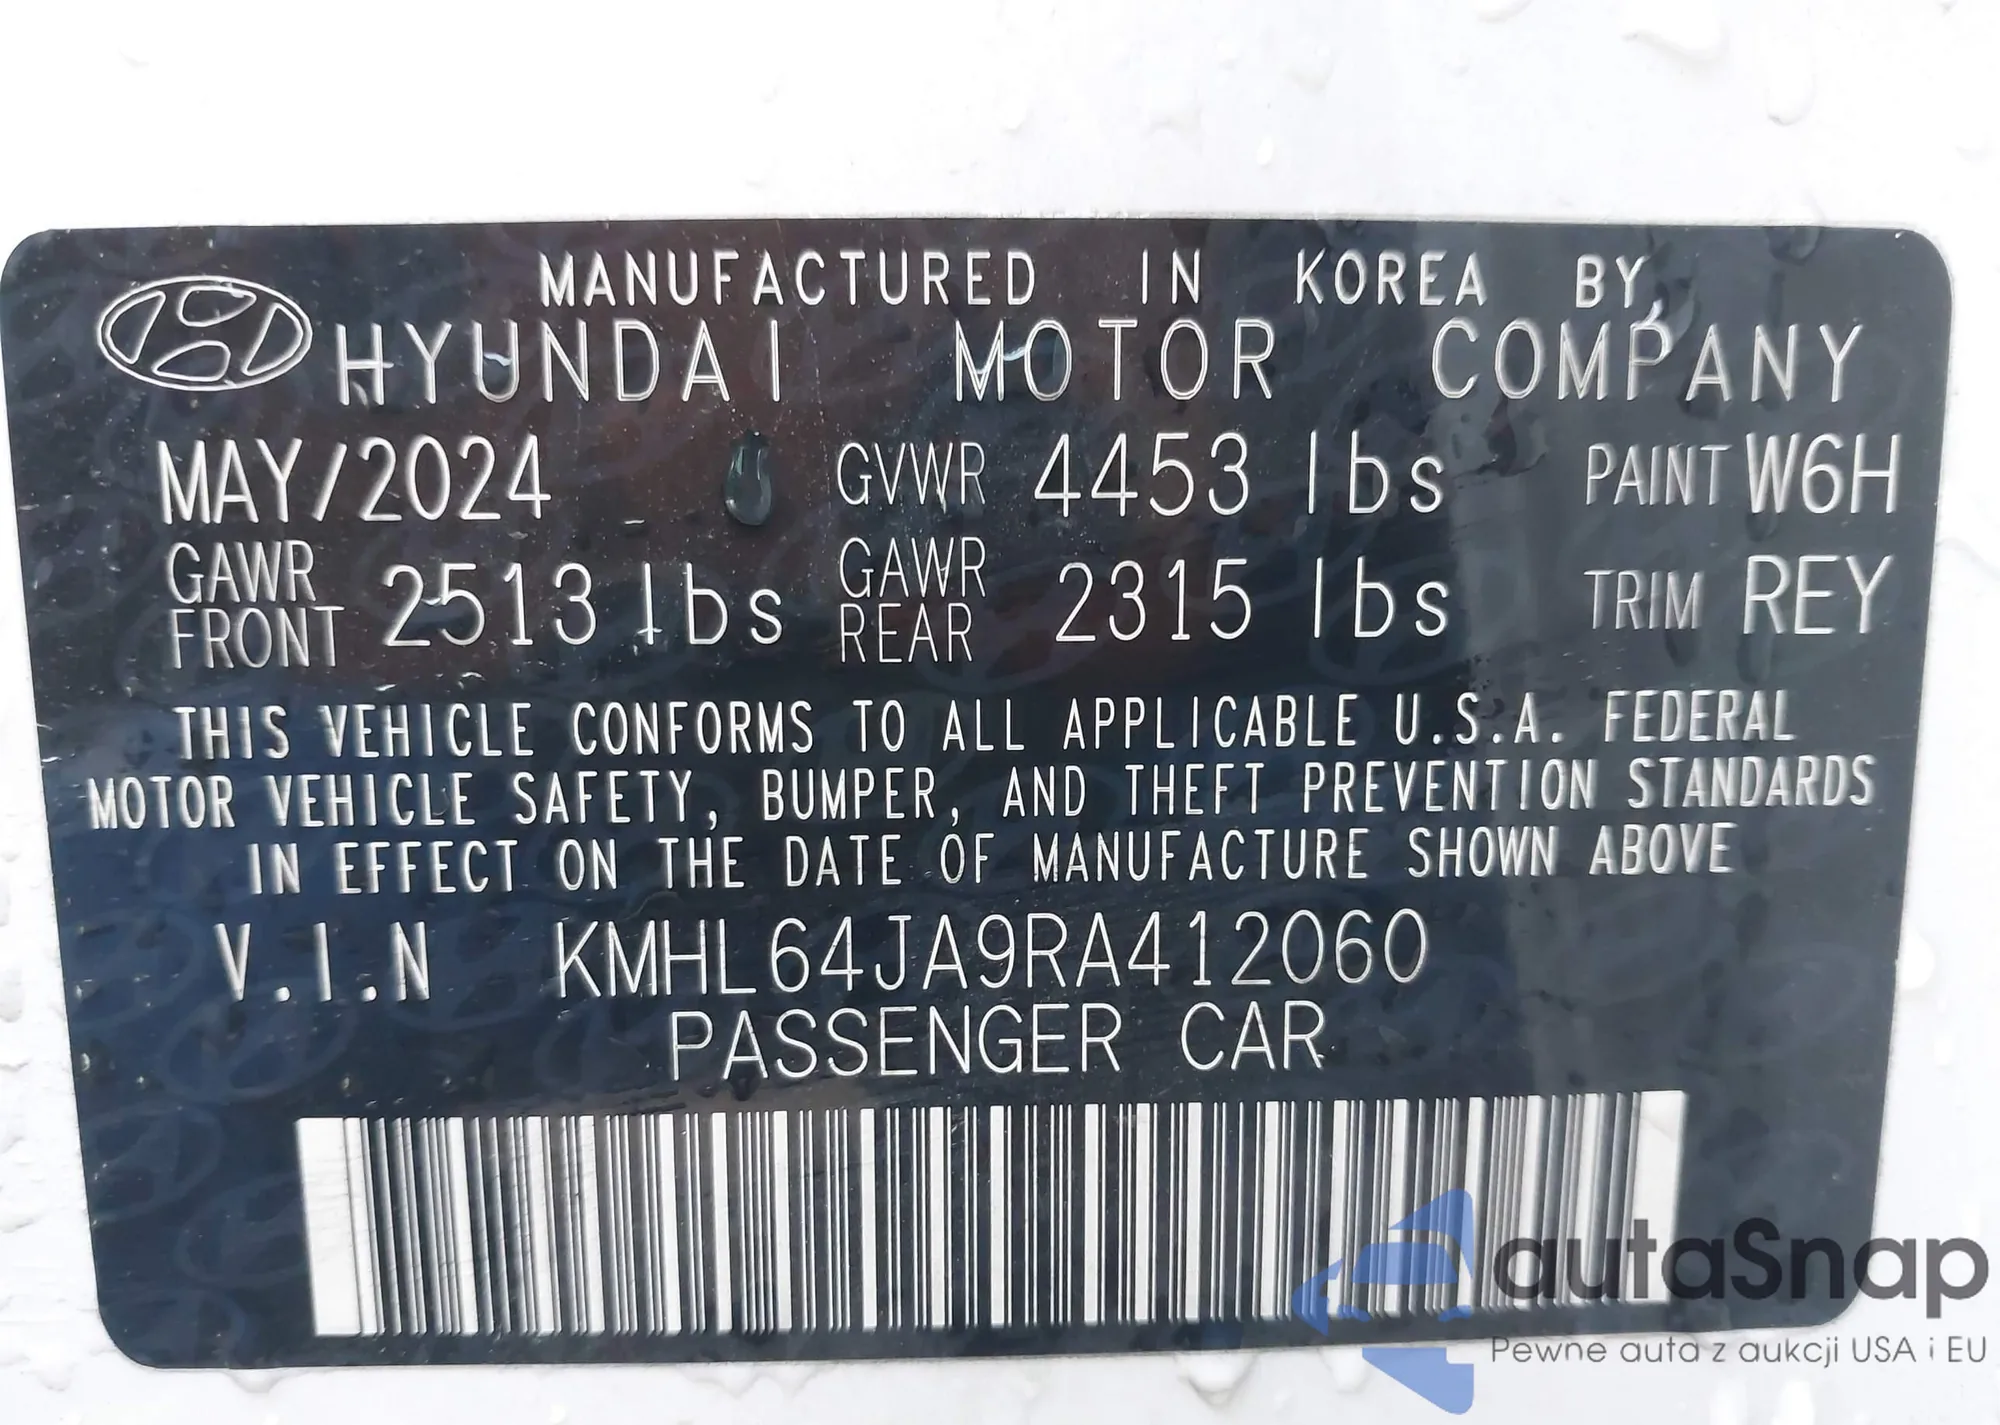 MANUFACTURED IN KOREA BY,
HYUNDAI MOTOR COMPANY
MAY/2024 GVWR 4453 lbs PAINT W6H
GAWR FRONT 2513 lbs GAWR REAR 2315 lbs TRIM REY
THIS VEHICLE CONFORMS TO ALL APPLICABLE U.S.A. FEDERAL
MOTOR VEHICLE SAFETY, BUMPER, AND THEFT PREVENTION STANDARDS
IN EFFECT ON THE DATE OF MANUFACTURE SHOWN ABOVE
V.I.N KMHL64JA9RA412060
PASSENGER CAR
autaSnap
Pewne auta z aukcji USA i EU